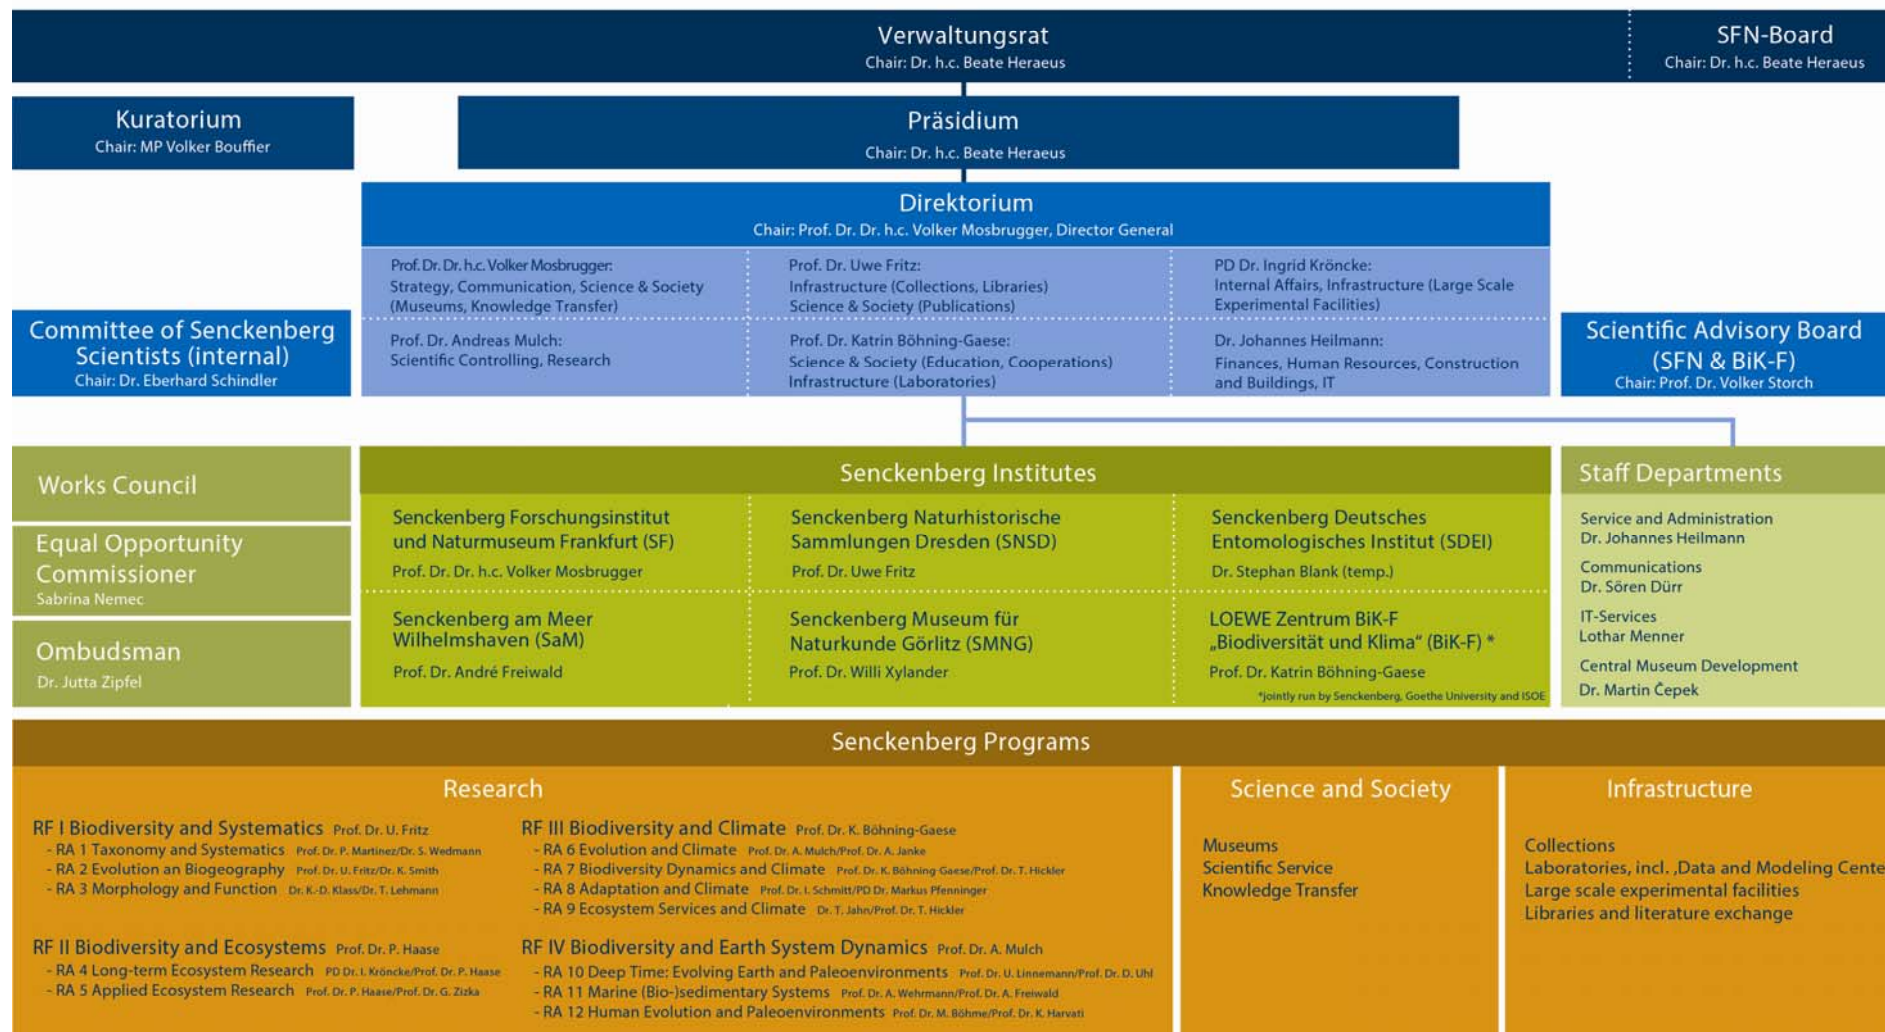 Verwaltungsrat
Chair: Dr. h.c. Beate Heraeus
SFN-Board
Chair: Dr. h.c. Beate Heraeus
Kuratorium
Chair: MP Volker Bouffier
Präsidium
Chair: Dr. h.c. Beate Heraeus
Direktorium
Chair: Prof. Dr. Dr. h.c. Volker Mosbrugger, Director General
Prof. Dr. Dr. h.c. Volker Mosbrugger:
Strategy, Communication, Science & Society
(Museums, Knowledge Transfer)
Prof. Dr. Uwe Fritz:
Infrastructure (Collections, Libraries)
Science & Society (Publications)
PD Dr. Ingrid Kröncke:
Internal Affairs, Infrastructure (Large Scale
Experimental Facilities)
Prof. Dr. Andreas Mulch:
Scientific Controlling, Research
Prof. Dr. Katrin Böhning-Gaese:
Science & Society (Education, Cooperations)
Infrastructure (Laboratories)
Dr. Johannes Heilmann:
Finances, Human Resources, Construction
and Buildings, IT
Committee of Senckenberg
Scientists (internal)
Chair: Dr. Eberhard Schindler
Scientific Advisory Board
(SFN & BiK-F)
Chair: Prof. Dr. Volker Storch
Works Council
Equal Opportunity
Commissioner
Sabrina Nemec
Ombudsman
Dr. Jutta Zipfel
Senckenberg Institutes
Senckenberg Forschungsinstitut
und Naturmuseum Frankfurt (SF)
Prof. Dr. Dr. h.c. Volker Mosbrugger
Senckenberg Naturhistorische
Sammlungen Dresden (SNSD)
Prof. Dr. Uwe Fritz
Senckenberg Deutsches
Entomologisches Institut (SDEI)
Dr. Stephan Blank (temp.)
Senckenberg am Meer
Wilhelmshaven (SaM)
Prof. Dr. André Freiwald
Senckenberg Museum für
Naturkunde Görlitz (SMNG)
Prof. Dr. Willi Xylander
LOEWE Zentrum BiK-F
„Biodiversität und Klima“ (BiK-F) *
Prof. Dr. Katrin Böhning-Gaese
*jointly run by Senckenberg, Goethe University and ISOE
Staff Departments
Service and Administration
Dr. Johannes Heilmann
Communications
Dr. Sören Dürr
IT-Services
Lothar Menner
Central Museum Development
Dr. Martin Čepek
Senckenberg Programs
Research
RF I Biodiversity and Systematics Prof. Dr. U. Fritz
- RA 1 Taxonomy and Systematics Prof. Dr. P. Martinez/Dr. S. Wedmann
- RA 2 Evolution an Biogeography Prof. Dr. U. Fritz/Dr. K. Smith
- RA 3 Morphology and Function Dr. K.-D. Klass/Dr. T. Lehmann
RF II Biodiversity and Ecosystems Prof. Dr. P. Haase
- RA 4 Long-term Ecosystem Research PD Dr. I. Kröncke/Prof. Dr. P. Haase
- RA 5 Applied Ecosystem Research Prof. Dr. P. Haase/Prof. Dr. G. Zizka
RF III Biodiversity and Climate Prof. Dr. K. Böhning-Gaese
- RA 6 Evolution and Climate Prof. Dr. A. Mulch/Prof. Dr. A. Janke
- RA 7 Biodiversity Dynamics and Climate Prof. Dr. K. Böhning-Gaese/Prof. Dr. T. Hickler
- RA 8 Adaptation and Climate Prof. Dr. I. Schmitt/PD Dr. Markus Pfenninger
- RA 9 Ecosystem Services and Climate Dr. T. Jahn/Prof. Dr. T. Hickler
RF IV Biodiversity and Earth System Dynamics Prof. Dr. A. Mulch
- RA 10 Deep Time: Evolving Earth and Paleoenvironments Prof. Dr. U. Linnemann/Prof. Dr. D. Uhl
- RA 11 Marine (Bio-)sedimentary Systems Prof. Dr. A. Wehrmann/Prof. Dr. A. Freiwald
- RA 12 Human Evolution and Paleoenvironments Prof. Dr. M. Böhme/Prof. Dr. K. Harvati
Science and Society
Museums
Scientific Service
Knowledge Transfer
Infrastructure
Collections
Laboratories, incl. ‚Data and Modeling Cente
Large scale experimental facilities
Libraries and literature exchange